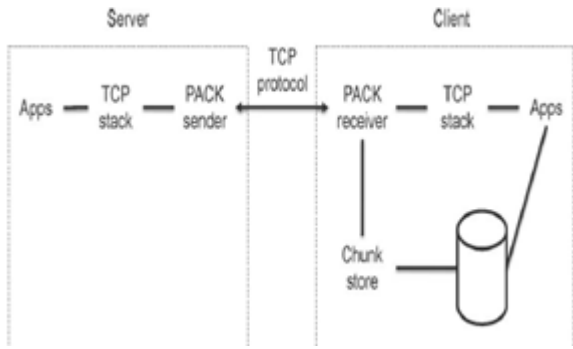 Server
Client
TCP
protocol
Apps
TCP
stack
PACK
sender
PACK
receiver
TCP
stack
Apps
Chunk
store